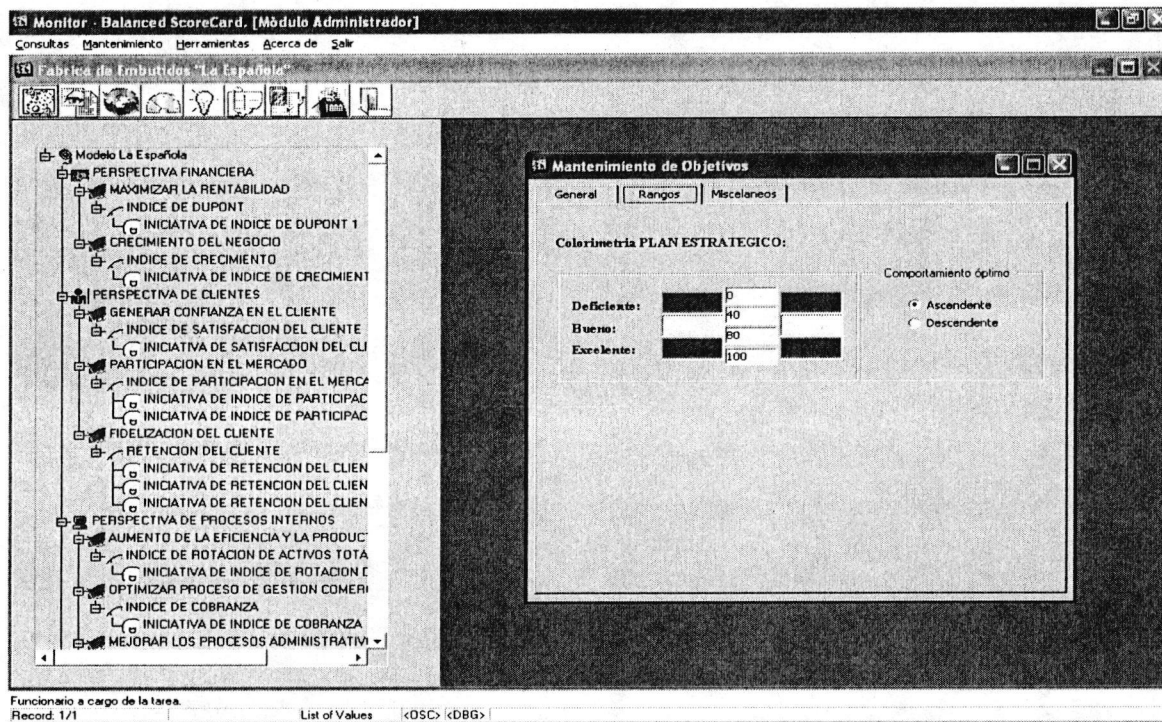 Monitor - Balanced ScoreCard. [Módulo Administrador]
Consultas Mantenimiento Herramientas Acerca de Salir
Fabrica de Embutidos "La Española"
Modelo La Española
PERSPECTIVA FINANCIERA
MAXIMIZAR LA RENTABILIDAD
INDICE DE DUPONT
INICIATIVA DE INDICE DE DUPONT 1
CRECIMIENTO DEL NEGOCIO
INDICE DE CRECIMIENTO
INICIATIVA DE INDICE DE CRECIMIENT
PERSPECTIVA DE CLIENTES
GENERAR CONFIANZA EN EL CLIENTE
INDICE DE SATISFACCION DEL CLIENTE
INICIATIVA DE SATISFACCION DEL CLI
PARTICIPACION EN EL MERCADO
INDICE DE PARTICIPACION EN EL MERCA
INICIATIVA DE INDICE DE PARTICIPAC
INICIATIVA DE INDICE DE PARTICIPAC
FIDELIZACION DEL CLIENTE
RETENCION DEL CLIENTE
INICIATIVA DE RETENCION DEL CLIEN
INICIATIVA DE RETENCION DEL CLIEN
INICIATIVA DE RETENCION DEL CLIEN
PERSPECTIVA DE PROCESOS INTERNOS
AUMENTO DE LA EFICIENCIA Y LA PRODUC
INDICE DE ROTACION DE ACTIVOS TOTA
INICIATIVA DE INDICE DE ROTACION D
OPTIMIZAR PROCESO DE GESTION COMER
INDICE DE COBRANZA
INICIATIVA DE INDICE DE COBRANZA
MEJORAR LOS PROCESOS ADMINISTRATIV
Mantenimiento de Objetivos
General Rangos Miscelaneos
Colorimetria PLAN ESTRATEGICO:
Comportamiento óptimo
Deficiente:
Bueno:
Excelente:
0
40
80
100
Ascendente
Descendente
Funcionario a cargo de la tarea.
Record: 1/1 List of Values <OSC> <DBG>